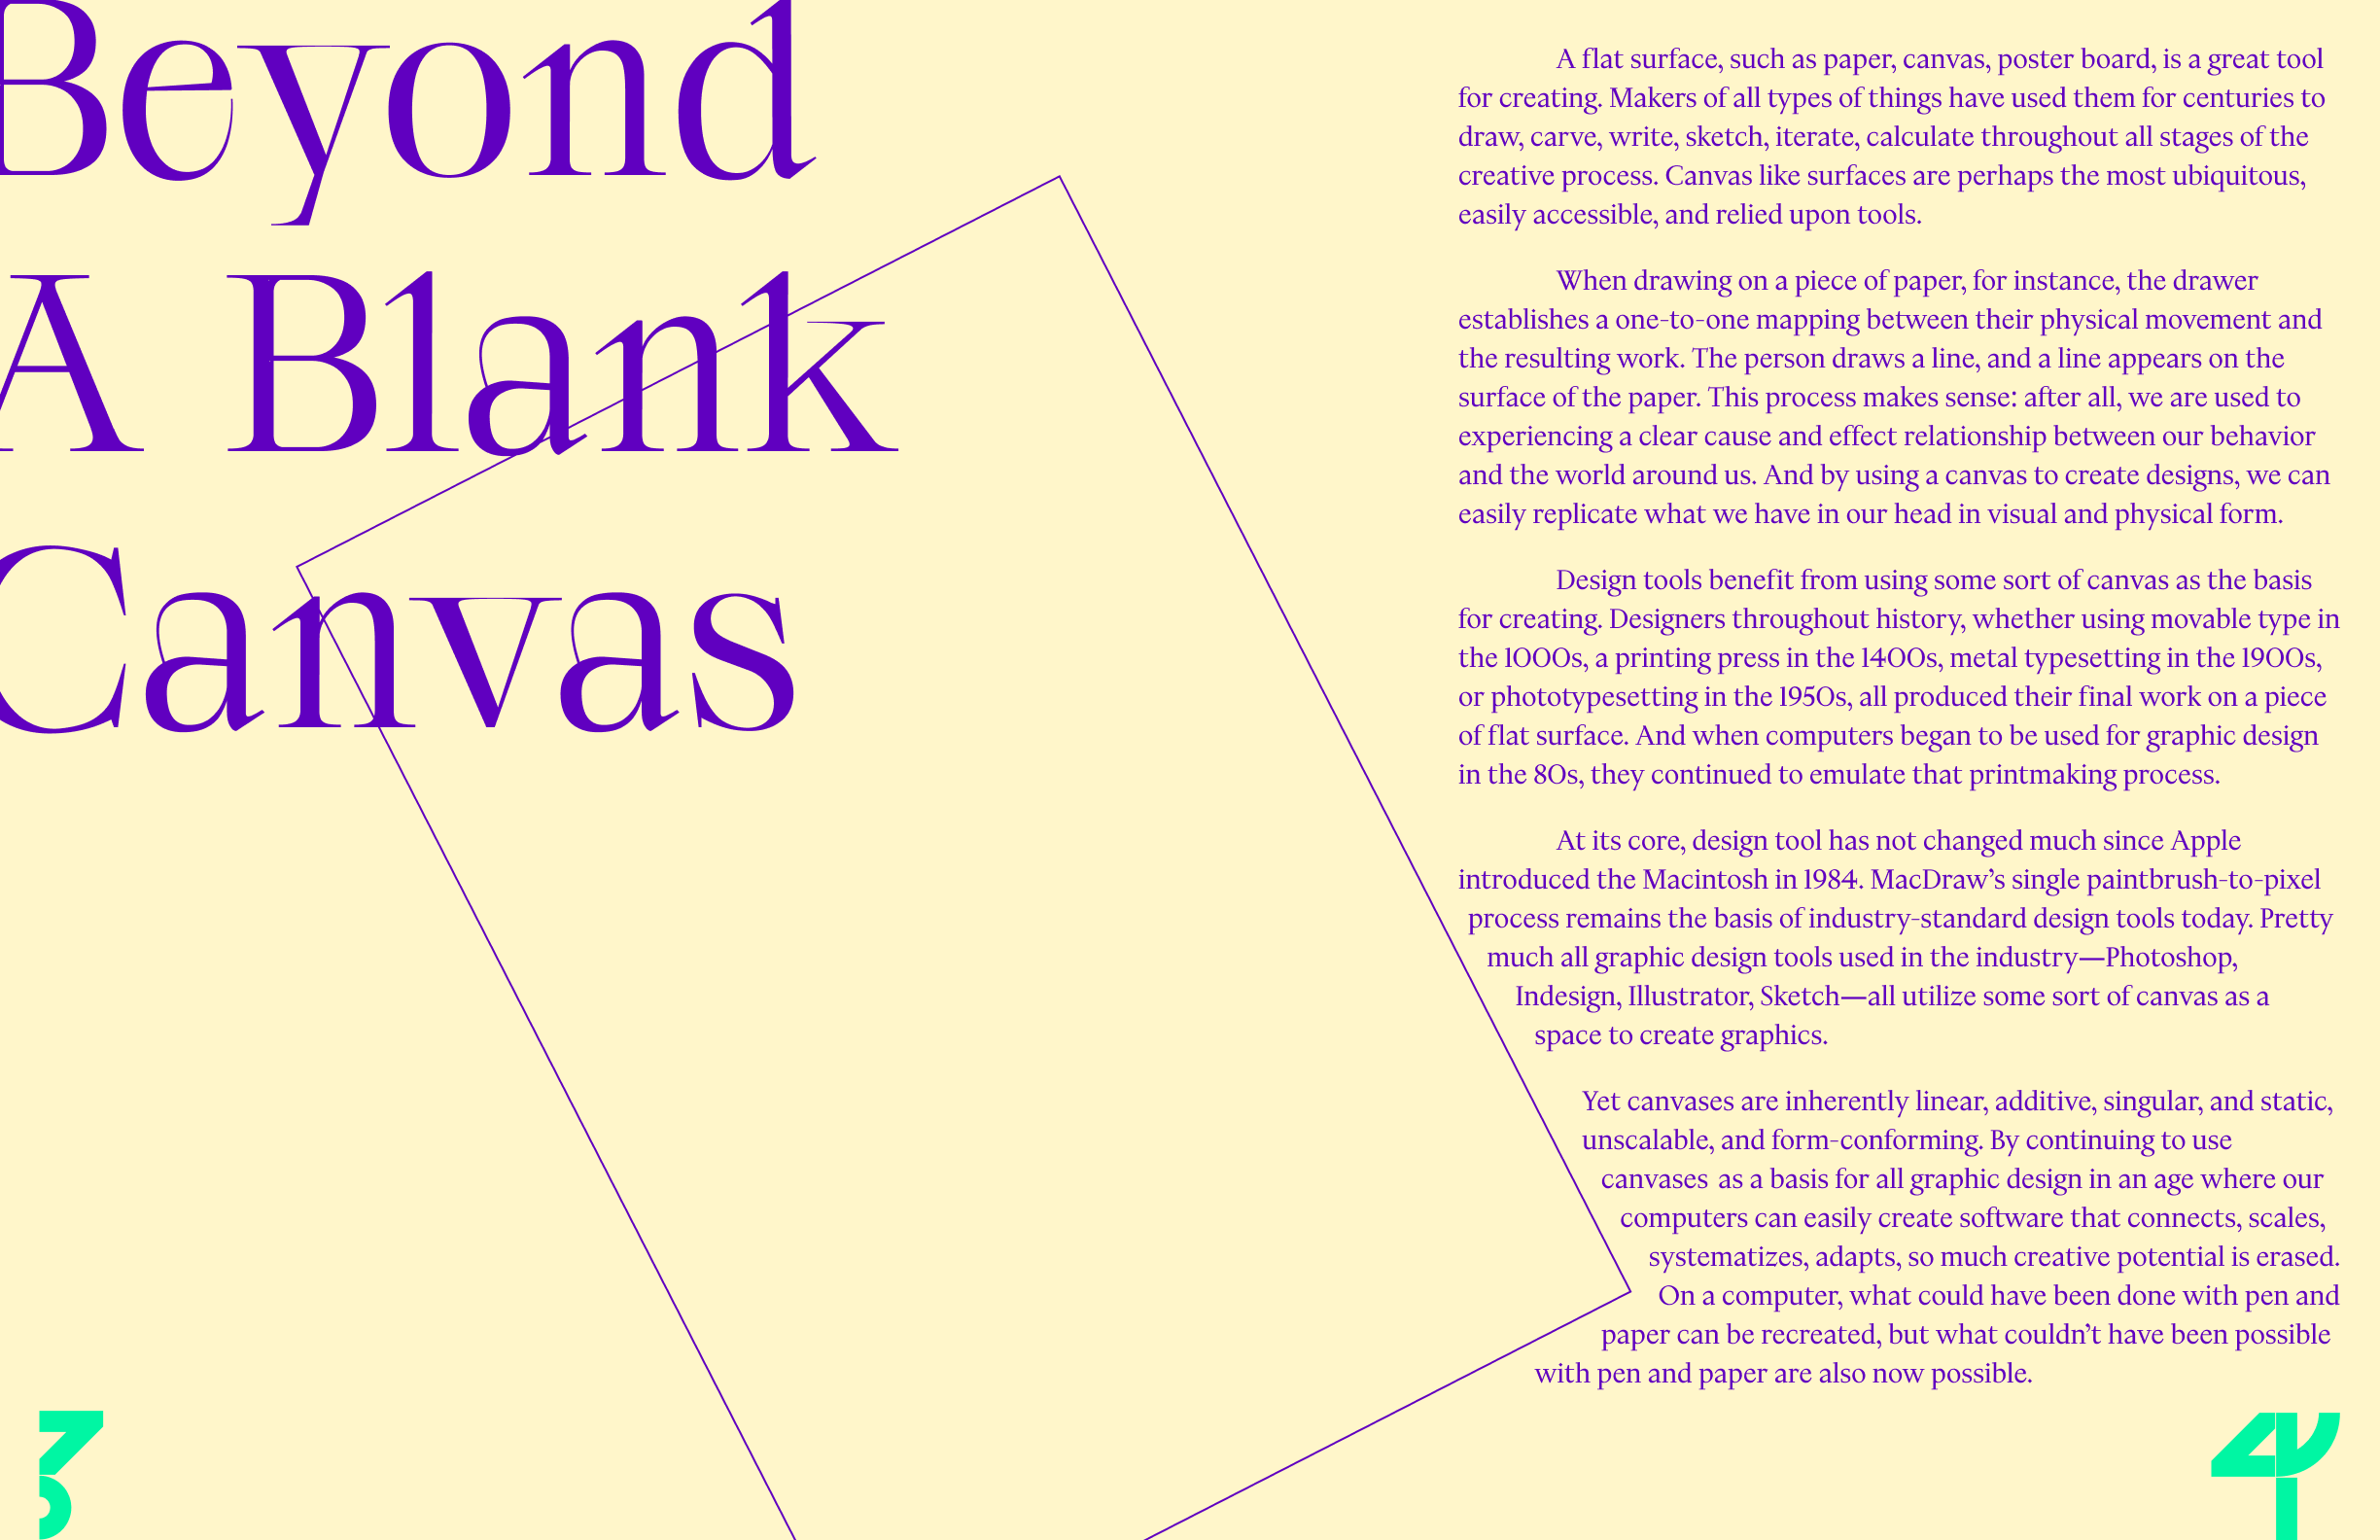 Beyond
A Blank
Canvas
A flat surface, such as paper, canvas, poster board, is a great tool
for creating. Makers of all types of things have used them for centuries to
draw, carve, write, sketch, iterate, calculate throughout all stages of the
creative process. Canvas like surfaces are perhaps the most ubiquitous,
easily accessible, and relied upon tools.
When drawing on a piece of paper, for instance, the drawer
establishes a one-to-one mapping between their physical movement and
the resulting work. The person draws a line, and a line appears on the
surface of the paper. This process makes sense: after all, we are used to
experiencing a clear cause and effect relationship between our behavior
and the world around us. And by using a canvas to create designs, we can
easily replicate what we have in our head in visual and physical form.
Design tools benefit from using some sort of canvas as the basis
for creating. Designers throughout history, whether using movable type in
the 1000s, a printing press in the 1400s, metal typesetting in the 1900s,
or phototypesetting in the 1950s, all produced their final work on a piece
of flat surface. And when computers began to be used for graphic design
in the 80s, they continued to emulate that printmaking process.
At its core, design tool has not changed much since Apple
introduced the Macintosh in 1984. MacDraw’s single paintbrush-to-pixel
process remains the basis of industry-standard design tools today. Pretty
much all graphic design tools used in the industry—Photoshop,
Indesign, Illustrator, Sketch—all utilize some sort of canvas as a
space to create graphics.
Yet canvases are inherently linear, additive, singular, and static,
unscalable, and form-conforming. By continuing to use
canvases as a basis for all graphic design in an age where our
computers can easily create software that connects, scales,
systematizes, adapts, so much creative potential is erased.
On a computer, what could have been done with pen and
paper can be recreated, but what couldn’t have been possible
with pen and paper are also now possible.
3
4